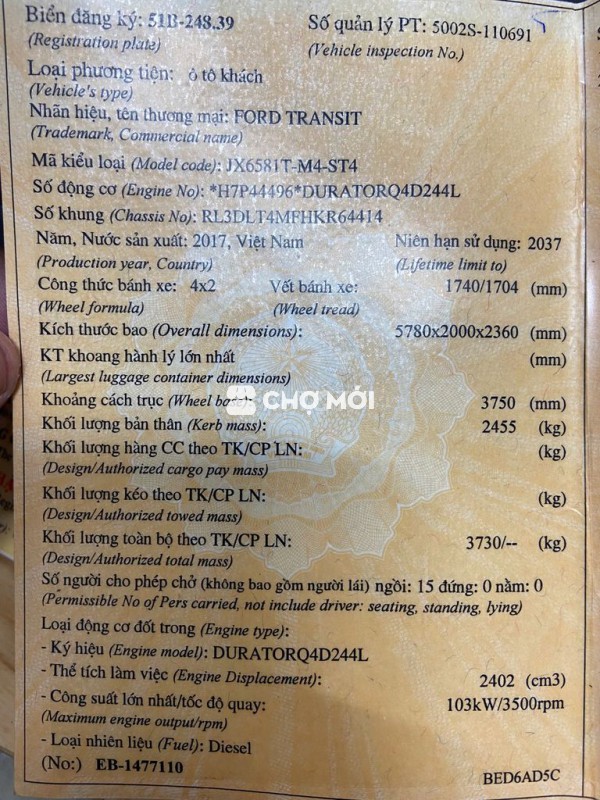 Biển đăng ký: 51B-248.39 Số quản lý PT: 5002S-110691
(Registration plate) (Vehicle inspection No.)
Loại phương tiện: ô tô khách
(Vehicle's type)
Nhãn hiệu, tên thương mại: FORD TRANSIT
(Trademark, Commercial name)
Mã kiểu loại (Model code): JX6581T-M4-ST4
Số động cơ (Engine No): *H7P44496*DURATORQ4D244L
Số khung (Chassis No): RL3DLT4MFHKR64414
Năm, Nước sản xuất: 2017, Việt Nam Niên hạn sử dụng: 2037
(Production year, Country) (Lifetime limit to)
Công thức bánh xe: 4x2 Vết bánh xe: 1740/1704 (mm)
(Wheel formula) (Wheel tread)
Kích thước bao (Overall dimensions): 5780x2000x2360 (mm)
KT khoang hành lý lớn nhất (mm)
(Largest luggage container dimensions)
CHỢ MỚI
Khoảng cách trục (Wheel 3750 (mm)
Khối lượng bản thân (Kerb mass): 2455 (kg)
Khối lượng hàng CC theo TK/CP LN: (kg)
(Design/Authorized cargo pay mass)
Khối lượng kéo theo TK/CP LN: (kg)
(Design/Authorized towed mass)
Khối lượng toàn bộ theo TK/CP LN: 3730/-- (kg)
(Design/Authorized total mass)
Số người cho phép chở (không bao gồm người lái) ngồi: 15 đứng: 0 nằm: 0
(Permissible No of Pers carried, not include driver: seating, standing, lying)
Loại động cơ đốt trong (Engine type):
- Ký hiệu (Engine model): DURATORQ4D244L
- Thể tích làm việc (Engine Displacement): 2402 (cm3)
- Công suất lớn nhất/tốc độ quay: 103kW/3500rpm
(Maximum engine output/rpm)
- Loại nhiên liệu (Fuel): Diesel
(No:) EB-1477110
BED6AD5C